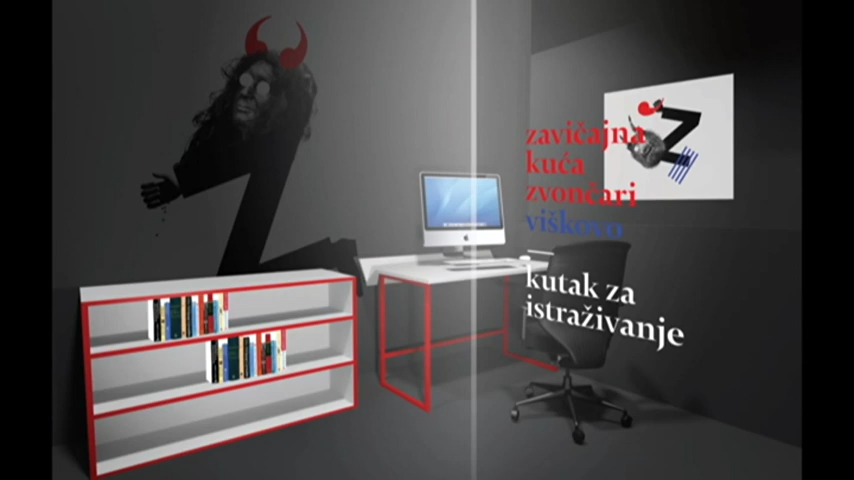 zavičajna
kuća
zvončari
viškovo
kutak za
istraživanje